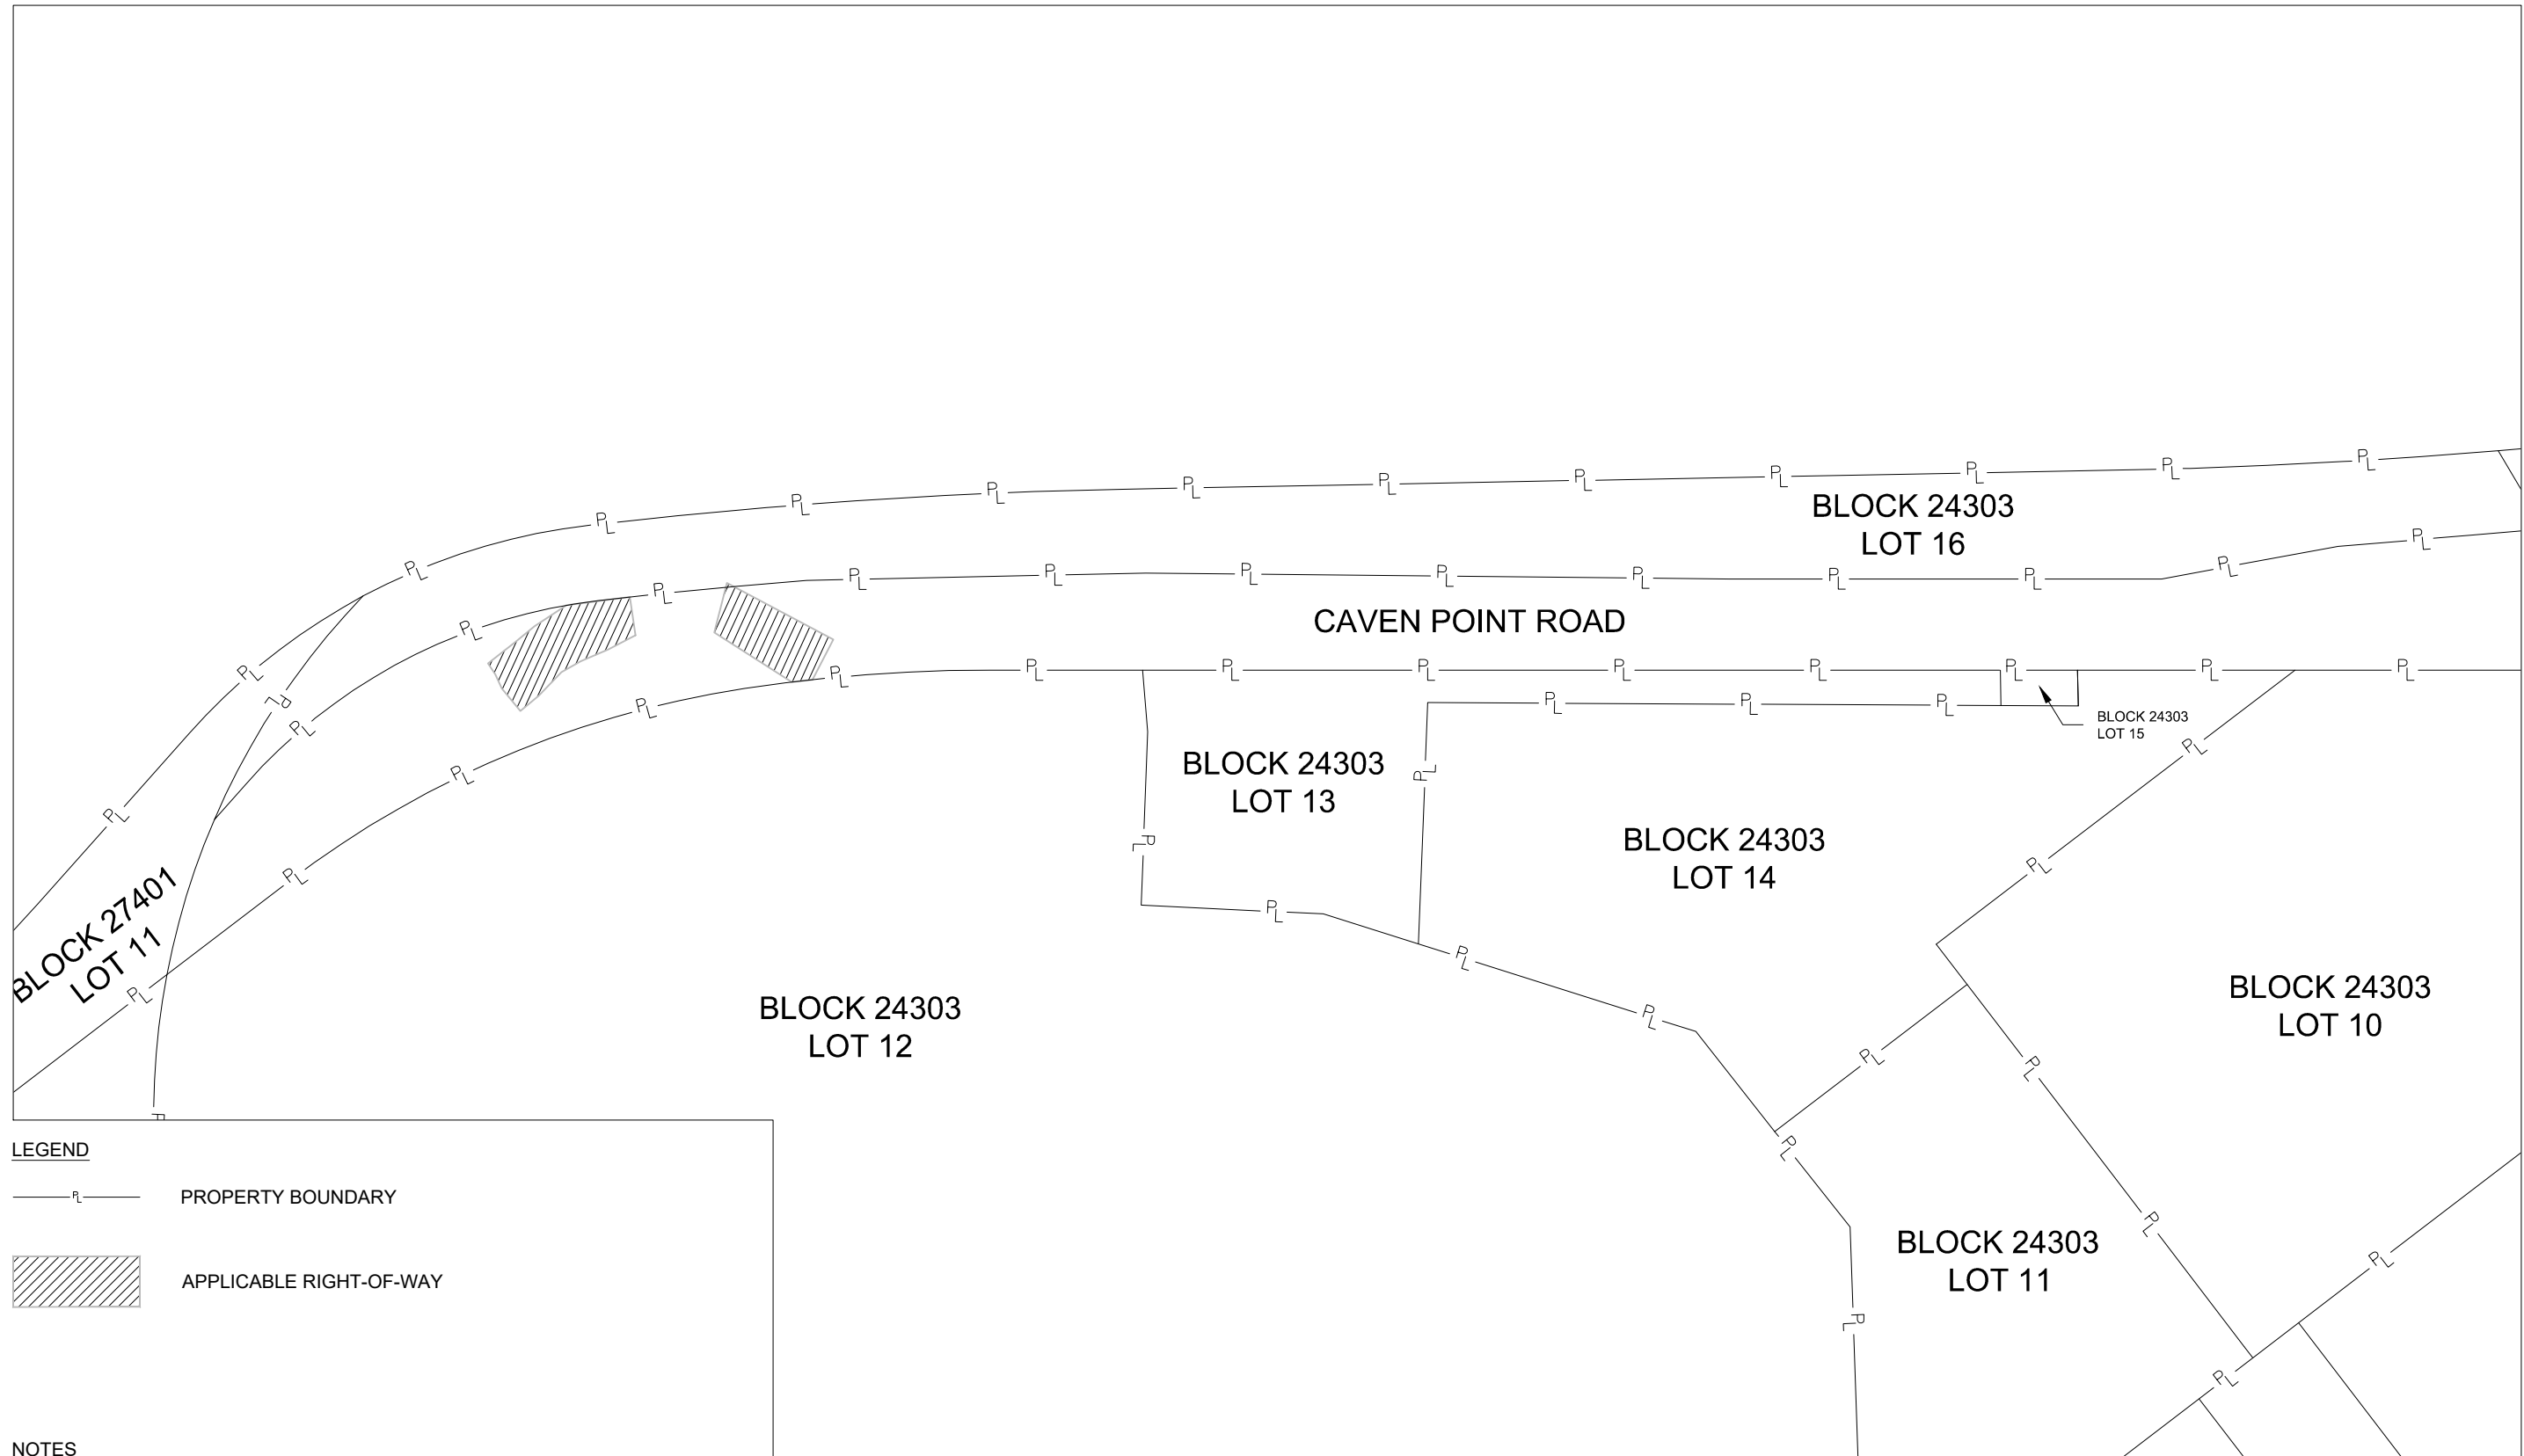 BLOCK 24303
LOT 16
CAVEN POINT ROAD
BLOCK 24303
LOT 15
BLOCK 24303
LOT 13
BLOCK 24303
LOT 14
BLOCK 27401
LOT 11
BLOCK 24303
LOT 12
BLOCK 24303
LOT 10
BLOCK 24303
LOT 11
LEGEND
PL PROPERTY BOUNDARY
APPLICABLE RIGHT-OF-WAY
NOTES